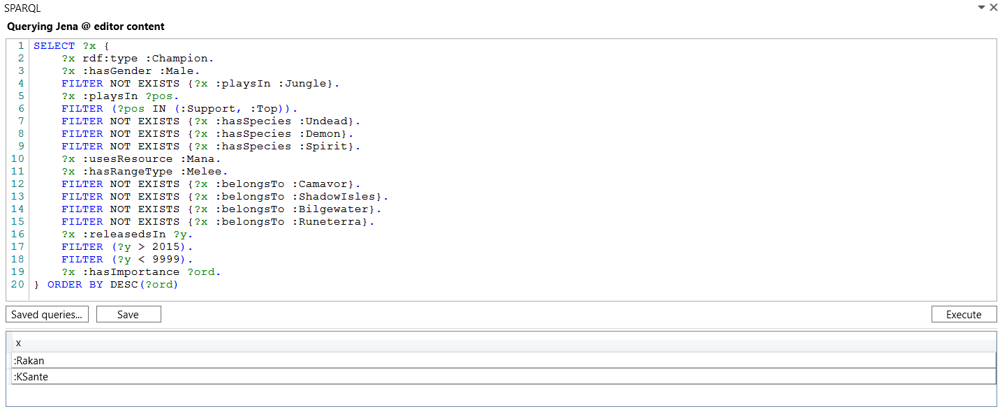 SPARQL
Querying Jena @ editor content
1 SELECT ?x {
2 ?x rdf:type :Champion.
3 ?x :hasGender :Male.
4 FILTER NOT EXISTS {?x :playsIn :Jungle}.
5 ?x :playsIn ?pos.
6 FILTER (?pos IN (:Support, :Top)).
7 FILTER NOT EXISTS {?x :hasSpecies :Undead}.
8 FILTER NOT EXISTS {?x :hasSpecies :Demon}.
9 FILTER NOT EXISTS {?x :hasSpecies :Spirit}.
10 ?x :usesResource :Mana.
11 ?x :hasRangeType :Melee.
12 FILTER NOT EXISTS {?x :belongsTo :Camavor}.
13 FILTER NOT EXISTS {?x :belongsTo :ShadowIsles}.
14 FILTER NOT EXISTS {?x :belongsTo :Bilgewater}.
15 FILTER NOT EXISTS {?x :belongsTo :Runeterra}.
16 ?x :releasedsIn ?y.
17 FILTER (?y > 2015).
18 FILTER (?y < 9999).
19 ?x :hasImportance ?ord.
20 } ORDER BY DESC(?ord)
Saved queries... Save Execute
x
:Rakan
:KSante